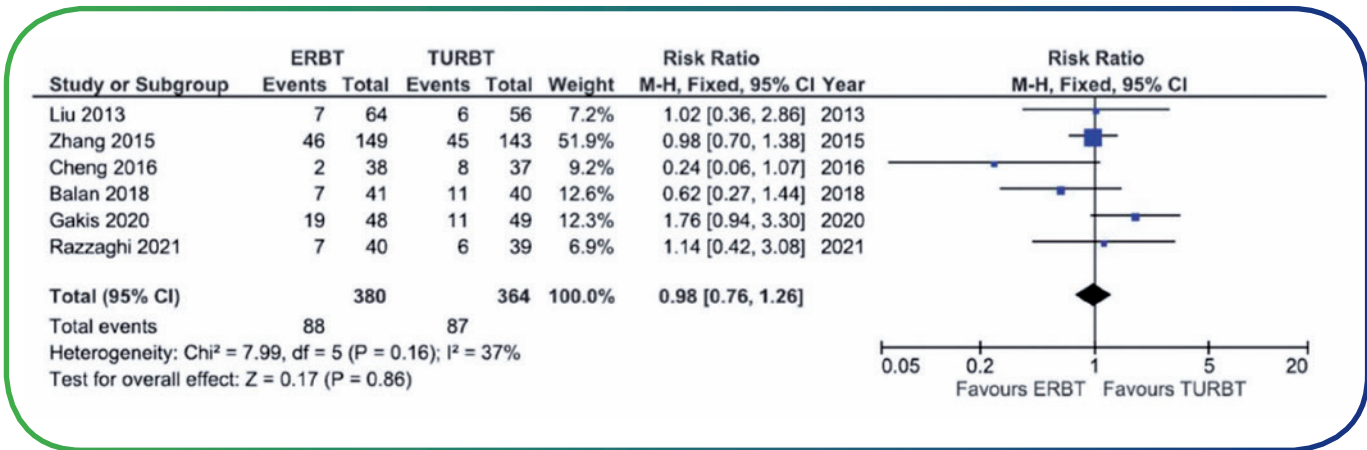 ERBT TURBT Risk Ratio Risk Ratio
Study or Subgroup Events Total Events Total Weight M-H, Fixed, 95% CI Year M-H, Fixed, 95% CI
Liu 2013 7 64 6 56 7.2% 1.02 [0.36, 2.86] 2013
Zhang 2015 46 149 45 143 51.9% 0.98 [0.70, 1.38] 2015
Cheng 2016 2 38 8 37 9.2% 0.24 [0.06, 1.07] 2016
Balan 2018 7 41 11 40 12.6% 0.62 [0.27, 1.44] 2018
Gakis 2020 19 48 11 49 12.3% 1.76 [0.94, 3.30] 2020
Razzaghi 2021 7 40 6 39 6.9% 1.14 [0.42, 3.08] 2021
Total (95% CI) 380 364 100.0% 0.98 [0.76, 1.26]
Total events 88 87
Heterogeneity: Chi² = 7.99, df = 5 (P = 0.16); I² = 37%
Test for overall effect: Z = 0.17 (P = 0.86)
0.05 0.2 1 5 20
Favours ERBT Favours TURBT